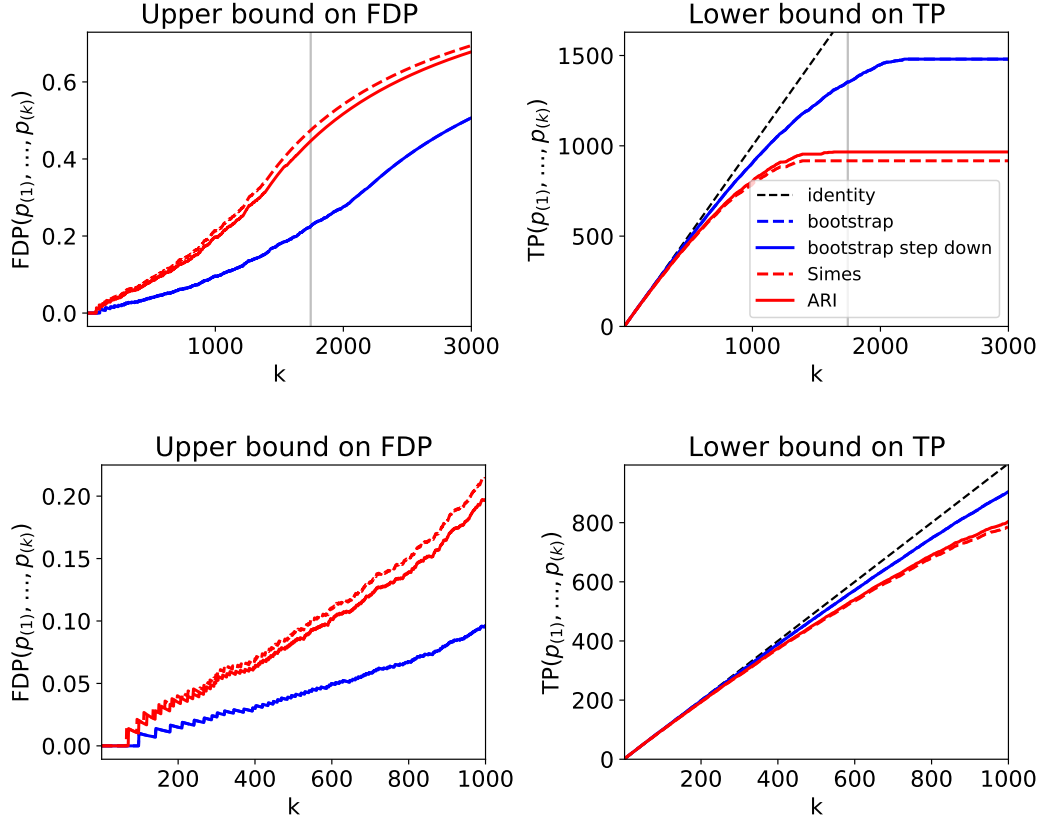 Upper bound on FDP
FDP(p(1), ..., p(k))
0.6
0.4
0.2
0.0
1000 2000 3000
k
Lower bound on TP
TP(p(1), ..., p(k))
1500
1000
500
0
identity
bootstrap
bootstrap step down
Simes
ARI
1000 2000 3000
k
Upper bound on FDP
FDP(p(1), ..., p(k))
0.20
0.15
0.10
0.05
0.00
200 400 600 800 1000
k
Lower bound on TP
TP(p(1), ..., p(k))
800
600
400
200
0
200 400 600 800 1000
k